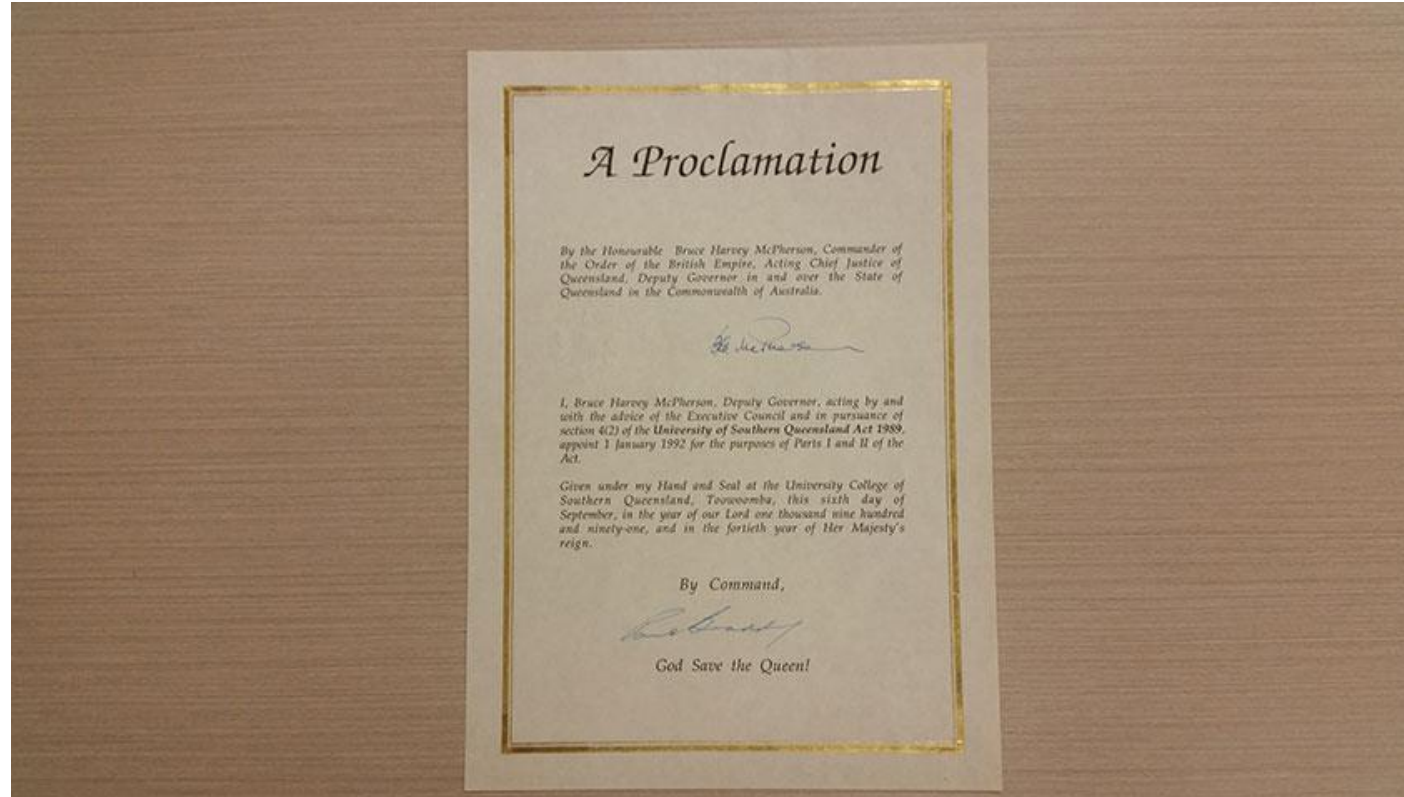 A Proclamation
By the Honourable Bruce Harvey McPherson, Commander of
the Order of the British Empire, Acting Chief Justice of
Queensland, Deputy Governor in and over the State of
Queensland in the Commonwealth of Australia.
I, Bruce Harvey McPherson, Deputy Governor, acting by and
with the advice of the Executive Council and in pursuance of
section 4(2) of the University of Southern Queensland Act 1989,
appoint 1 January 1992 for the purposes of Parts I and II of the
Act.
Given under my Hand and Seal at the University College of
Southern Queensland, Toowoomba, this sixth day of
September, in the year of our Lord one thousand nine hundred
and ninety-one, and in the fortieth year of Her Majesty's
reign.
By Command,
God Save the Queen!